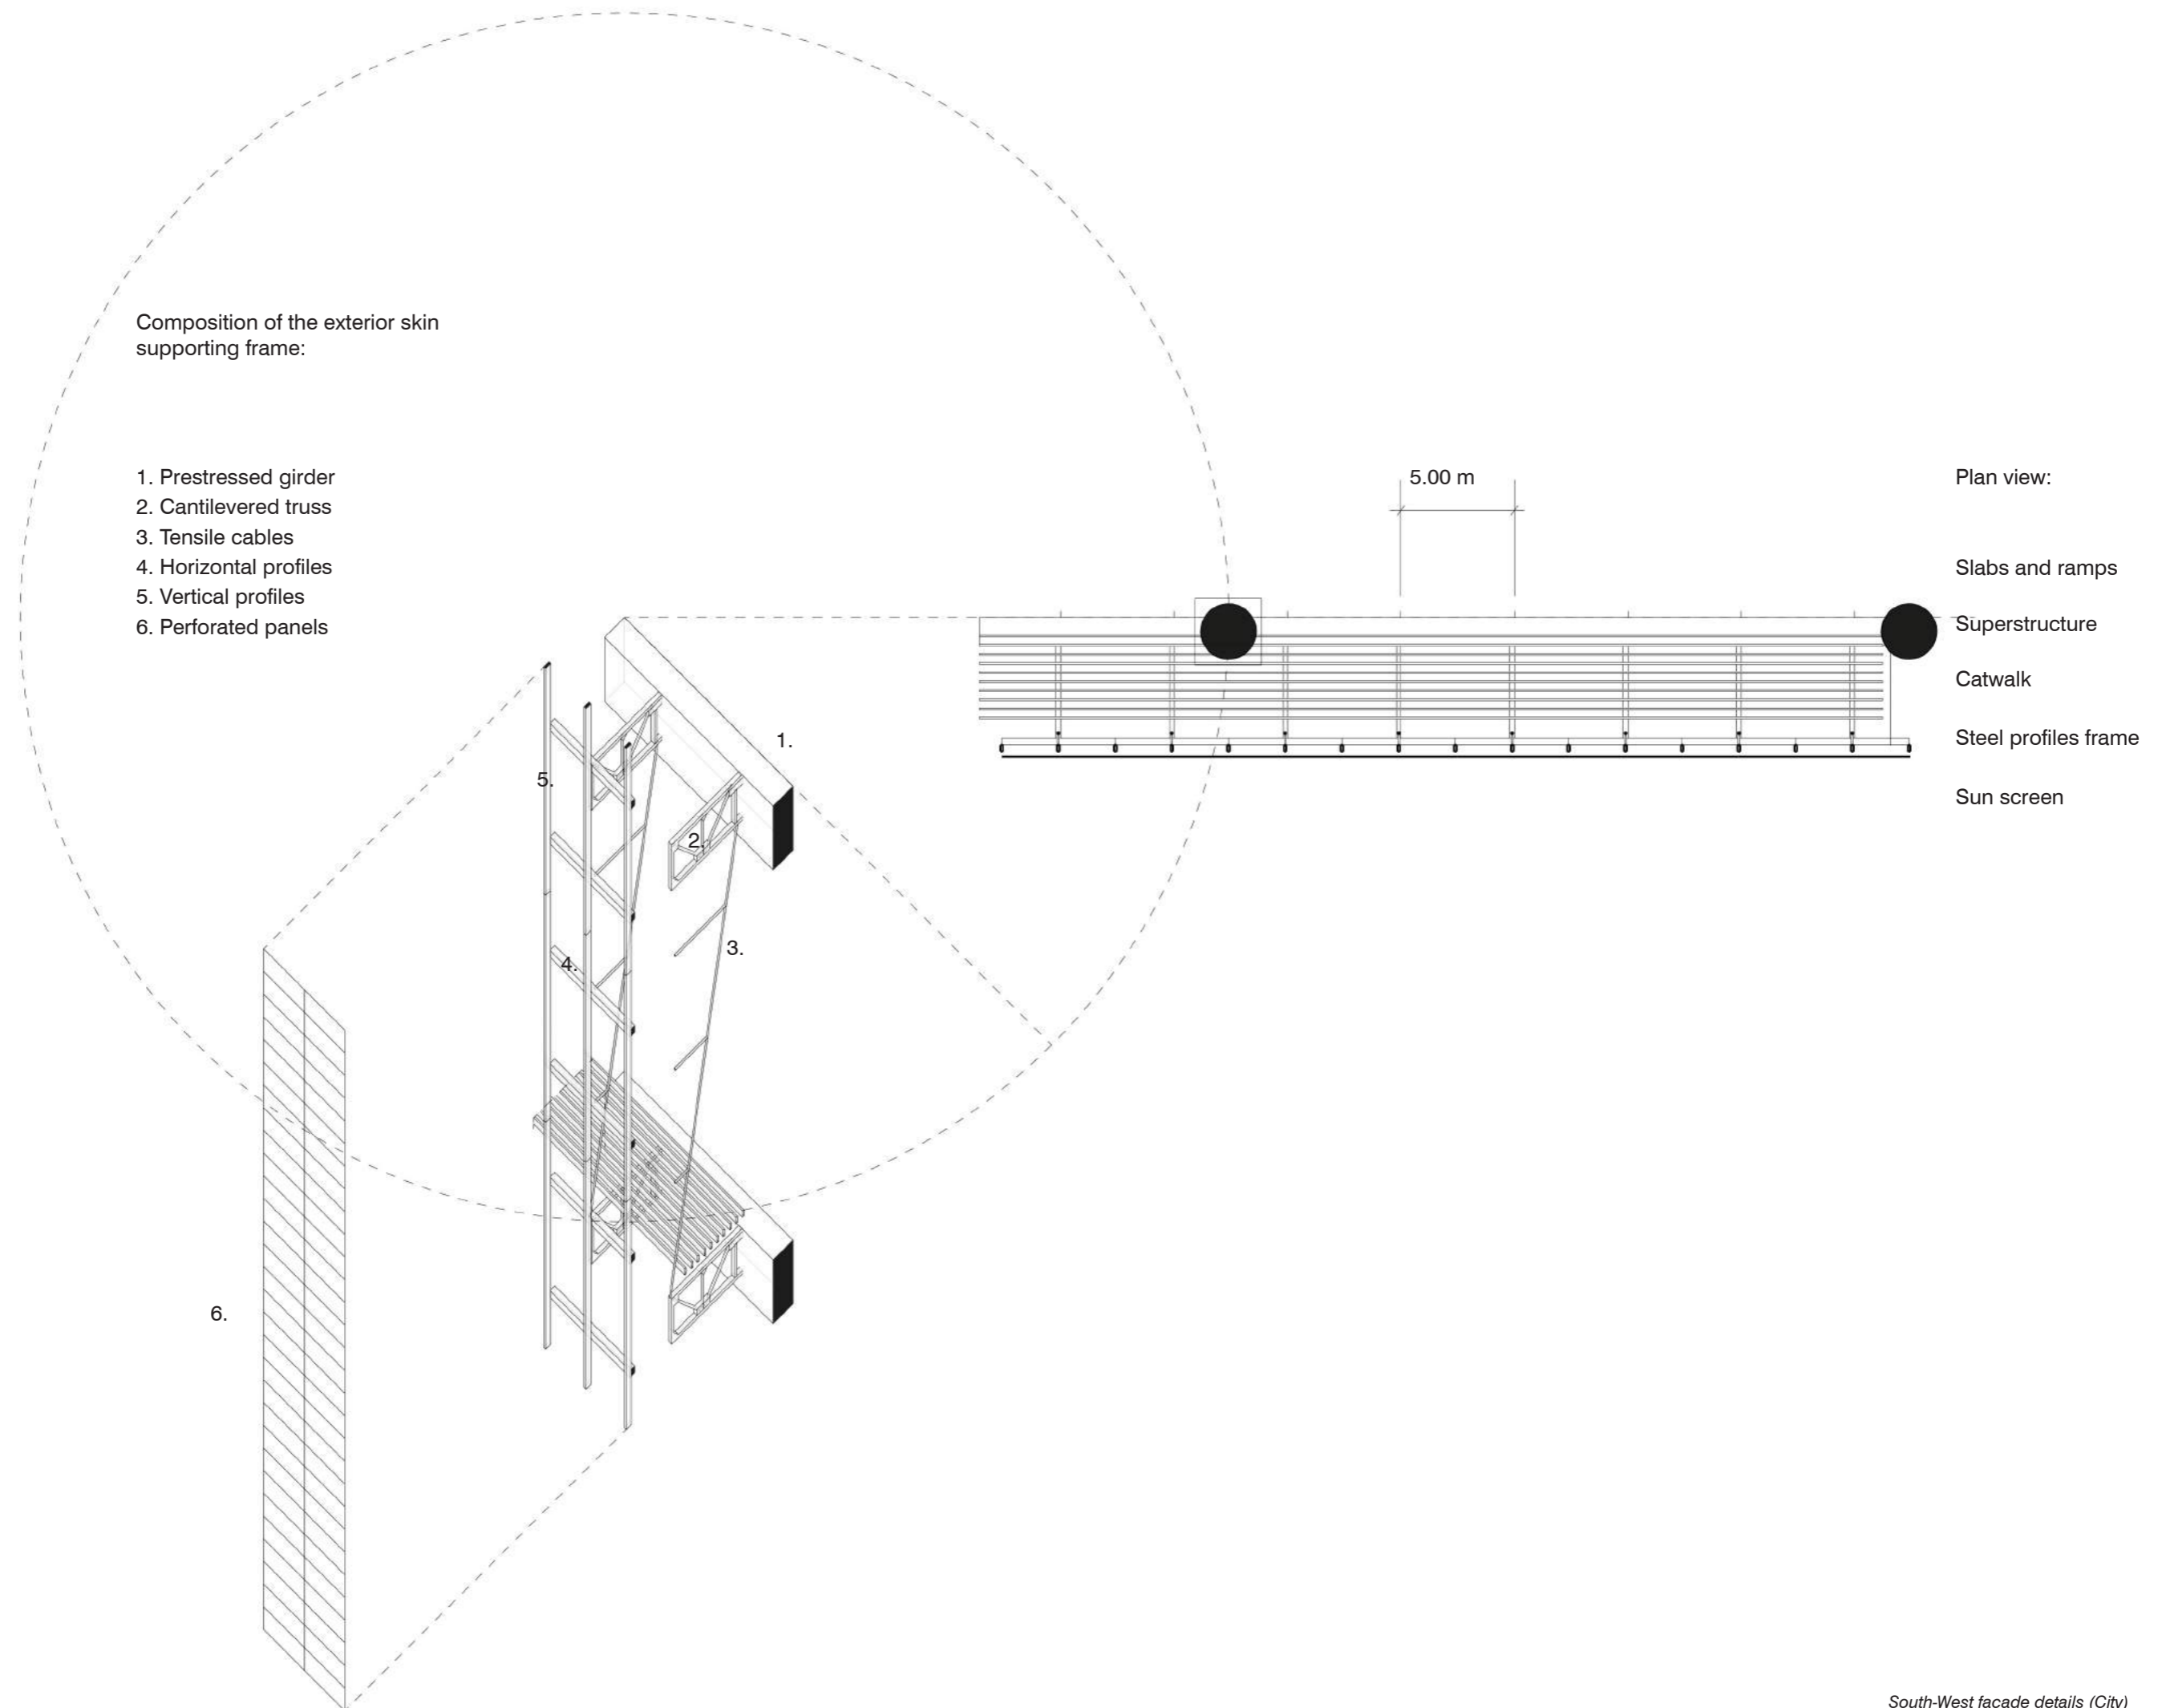 Composition of the exterior skin
supporting frame:
1. Prestressed girder
2. Cantilevered truss
3. Tensile cables
4. Horizontal profiles
5. Vertical profiles
6. Perforated panels
5.00 m
Plan view:
Slabs and ramps
Superstructure
Catwalk
Steel profiles frame
Sun screen
1.
5.
2.
3.
4.
6.
South-West facade details (City)